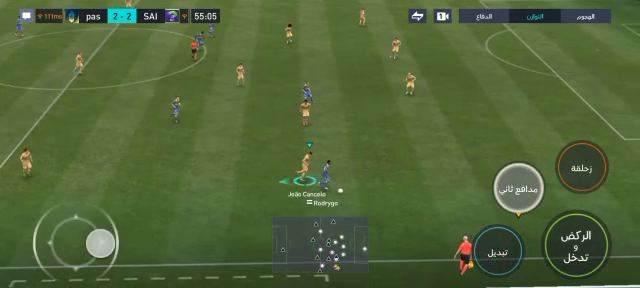 111ms pas 2 - 2 SAI 55:05
الدفاع التوازن الهجوم
زحلقة
مدافع ثاني
João Cancelo
Rodrygo
الركض
و
تدخل
تبديل